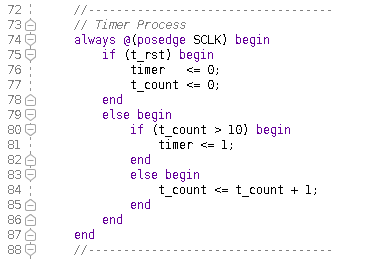 72 //-----------------------------------
73 // Timer Process
74 always @(posedge SCLK) begin
75 if (t_rst) begin
76 timer   <= 0;
77 t_count <= 0;
78 end
79 else begin
80 if (t_count > 10) begin
81 timer <= 1;
82 end
83 else begin
84 t_count <= t_count + 1;
85 end
86 end
87 end
88 //-----------------------------------